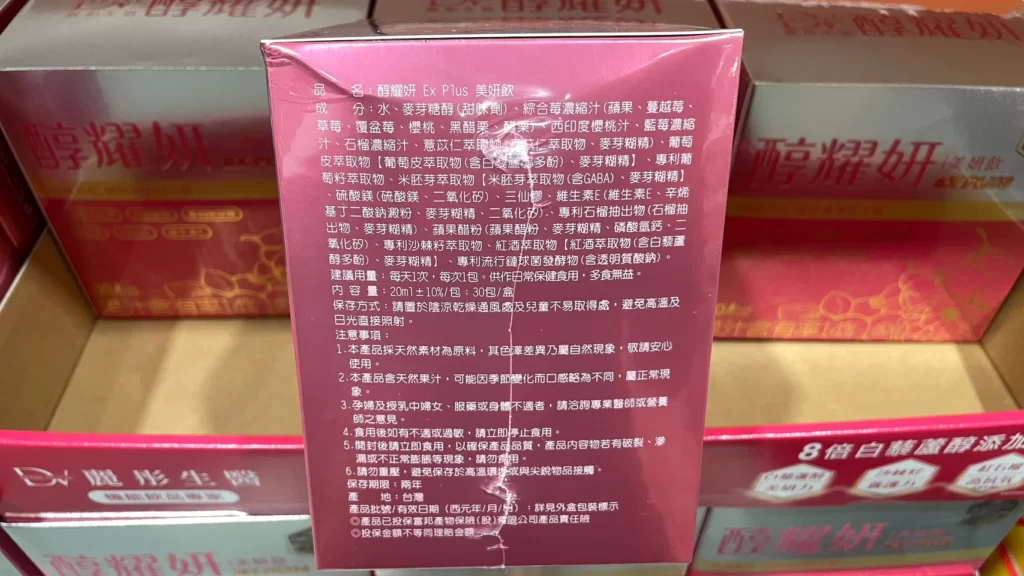 醇耀妍
醇耀妍 美妍飲
品 名：醇耀妍 Ex Plus 美妍飲
成 分：水、麥芽糖醇(甜味劑)、綜合莓濃縮汁(蘋果、蔓越莓、
草莓、覆盆莓、櫻桃、黑醋栗、 、西印度櫻桃汁、藍莓濃縮
汁、石榴濃縮汁、薏苡仁萃取物 仁萃取物、麥芽糊精)、葡萄
皮萃取物【葡萄皮萃取物(含白藜蘆醇多酚)、麥芽糊精】、專利葡
萄籽萃取物、米胚芽萃取物【米胚芽萃取物(含GABA)、麥芽糊精】
、硫酸鎂(硫酸鎂、二氧化矽)、三仙膠、維生素E(維生素E、辛烯
基丁二酸鈉澱粉、麥芽糊精、二氧化矽)、專利石榴抽出物(石榴抽
出物、麥芽糊精)、蘋果醋粉(蘋果醋粉、麥芽糊精、磷酸氫鈣、二
氧化矽)、專利沙棘籽萃取物、紅酒萃取物【紅酒萃取物(含白藜蘆
醇多酚)、麥芽糊精】、專利流行鏈球菌發酵物(含透明質酸鈉)。
建議用量：每天1次，每次1包。供作日常保健食用，多食無益。
內 容 量：20ml±10%/包；30包/盒
保存方式：請置於陰涼乾燥通風處及兒童不易取得處，避免高溫及
日光直接照射。
注意事項：
1.本產品採天然素材為原料，其色澤差異乃屬自然現象，敬請安心
使用。
2.本產品含天然果汁，可能因季節變化而口感略為不同，屬正常現
象。
3.孕婦及授乳中婦女、服藥或身體不適者，請洽詢專業醫師或營養
師之意見。
4.食用後如有不適或過敏，請立即停止食用。
5.開封後請立即食用，以確保產品品質，產品內容物若有破裂、滲
漏或不正常膨脹等現象，請勿食用。
6.請勿重壓，避免保存於高溫環境或與尖銳物品接觸。
保存期限：兩年
產 地：台灣
產品批號/有效日期（西元年/月/日）：詳見外盒包裝標示
◎產品已投保富邦產物保險(股)有限公司產品責任險
◎投保金額不等同理賠金額
Dv 麗彤生醫
機能飲品專家
8倍白藜蘆醇添加
醇耀妍 美妍飲
醇耀妍